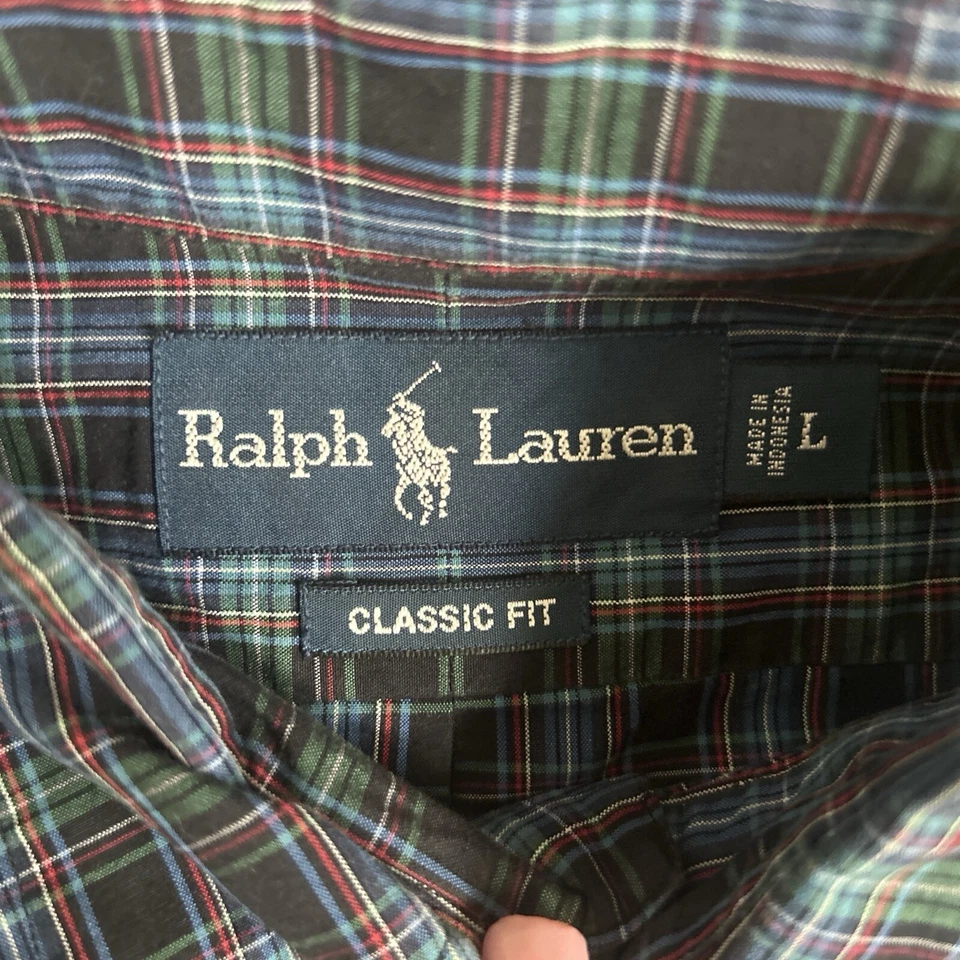 Ralph Lauren
MADE IN
INDONESIA
L
CLASSIC FIT